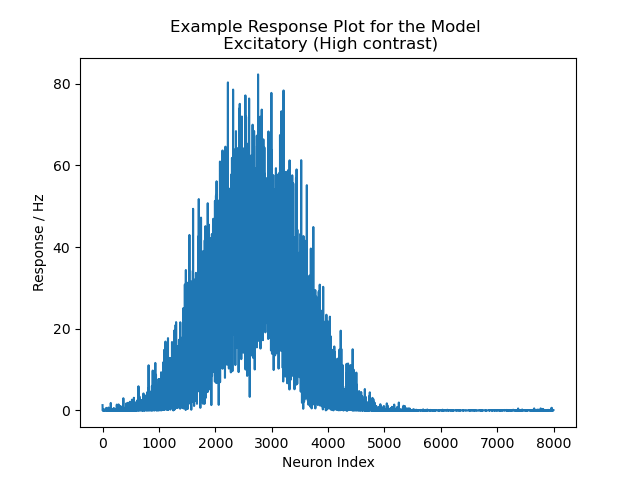 Example Response Plot for the Model
Excitatory (High contrast)
80
60
40
20
0
Response / Hz
0 1000 2000 3000 4000 5000 6000 7000 8000
Neuron Index